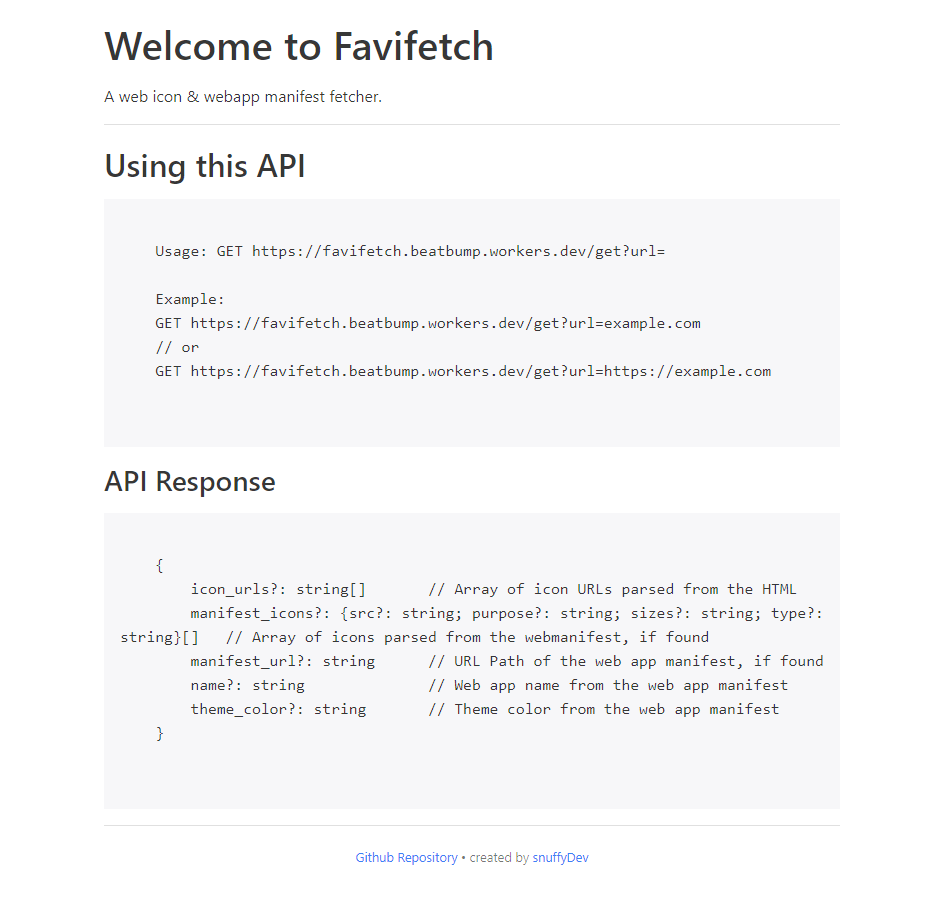 Welcome to Favifetch
A web icon & webapp manifest fetcher.
Using this API
Usage: GET https://favifetch.beatbump.workers.dev/get?url=
Example:
GET https://favifetch.beatbump.workers.dev/get?url=example.com
// or
GET https://favifetch.beatbump.workers.dev/get?url=https://example.com
API Response
{
icon_urls?: string[] // Array of icon URLs parsed from the HTML
manifest_icons?: {src?: string; purpose?: string; sizes?: string; type?:
string}[] // Array of icons parsed from the webmanifest, if found
manifest_url?: string // URL Path of the web app manifest, if found
name?: string // Web app name from the web app manifest
theme_color?: string // Theme color from the web app manifest
}
Github Repository • created by snuffyDev